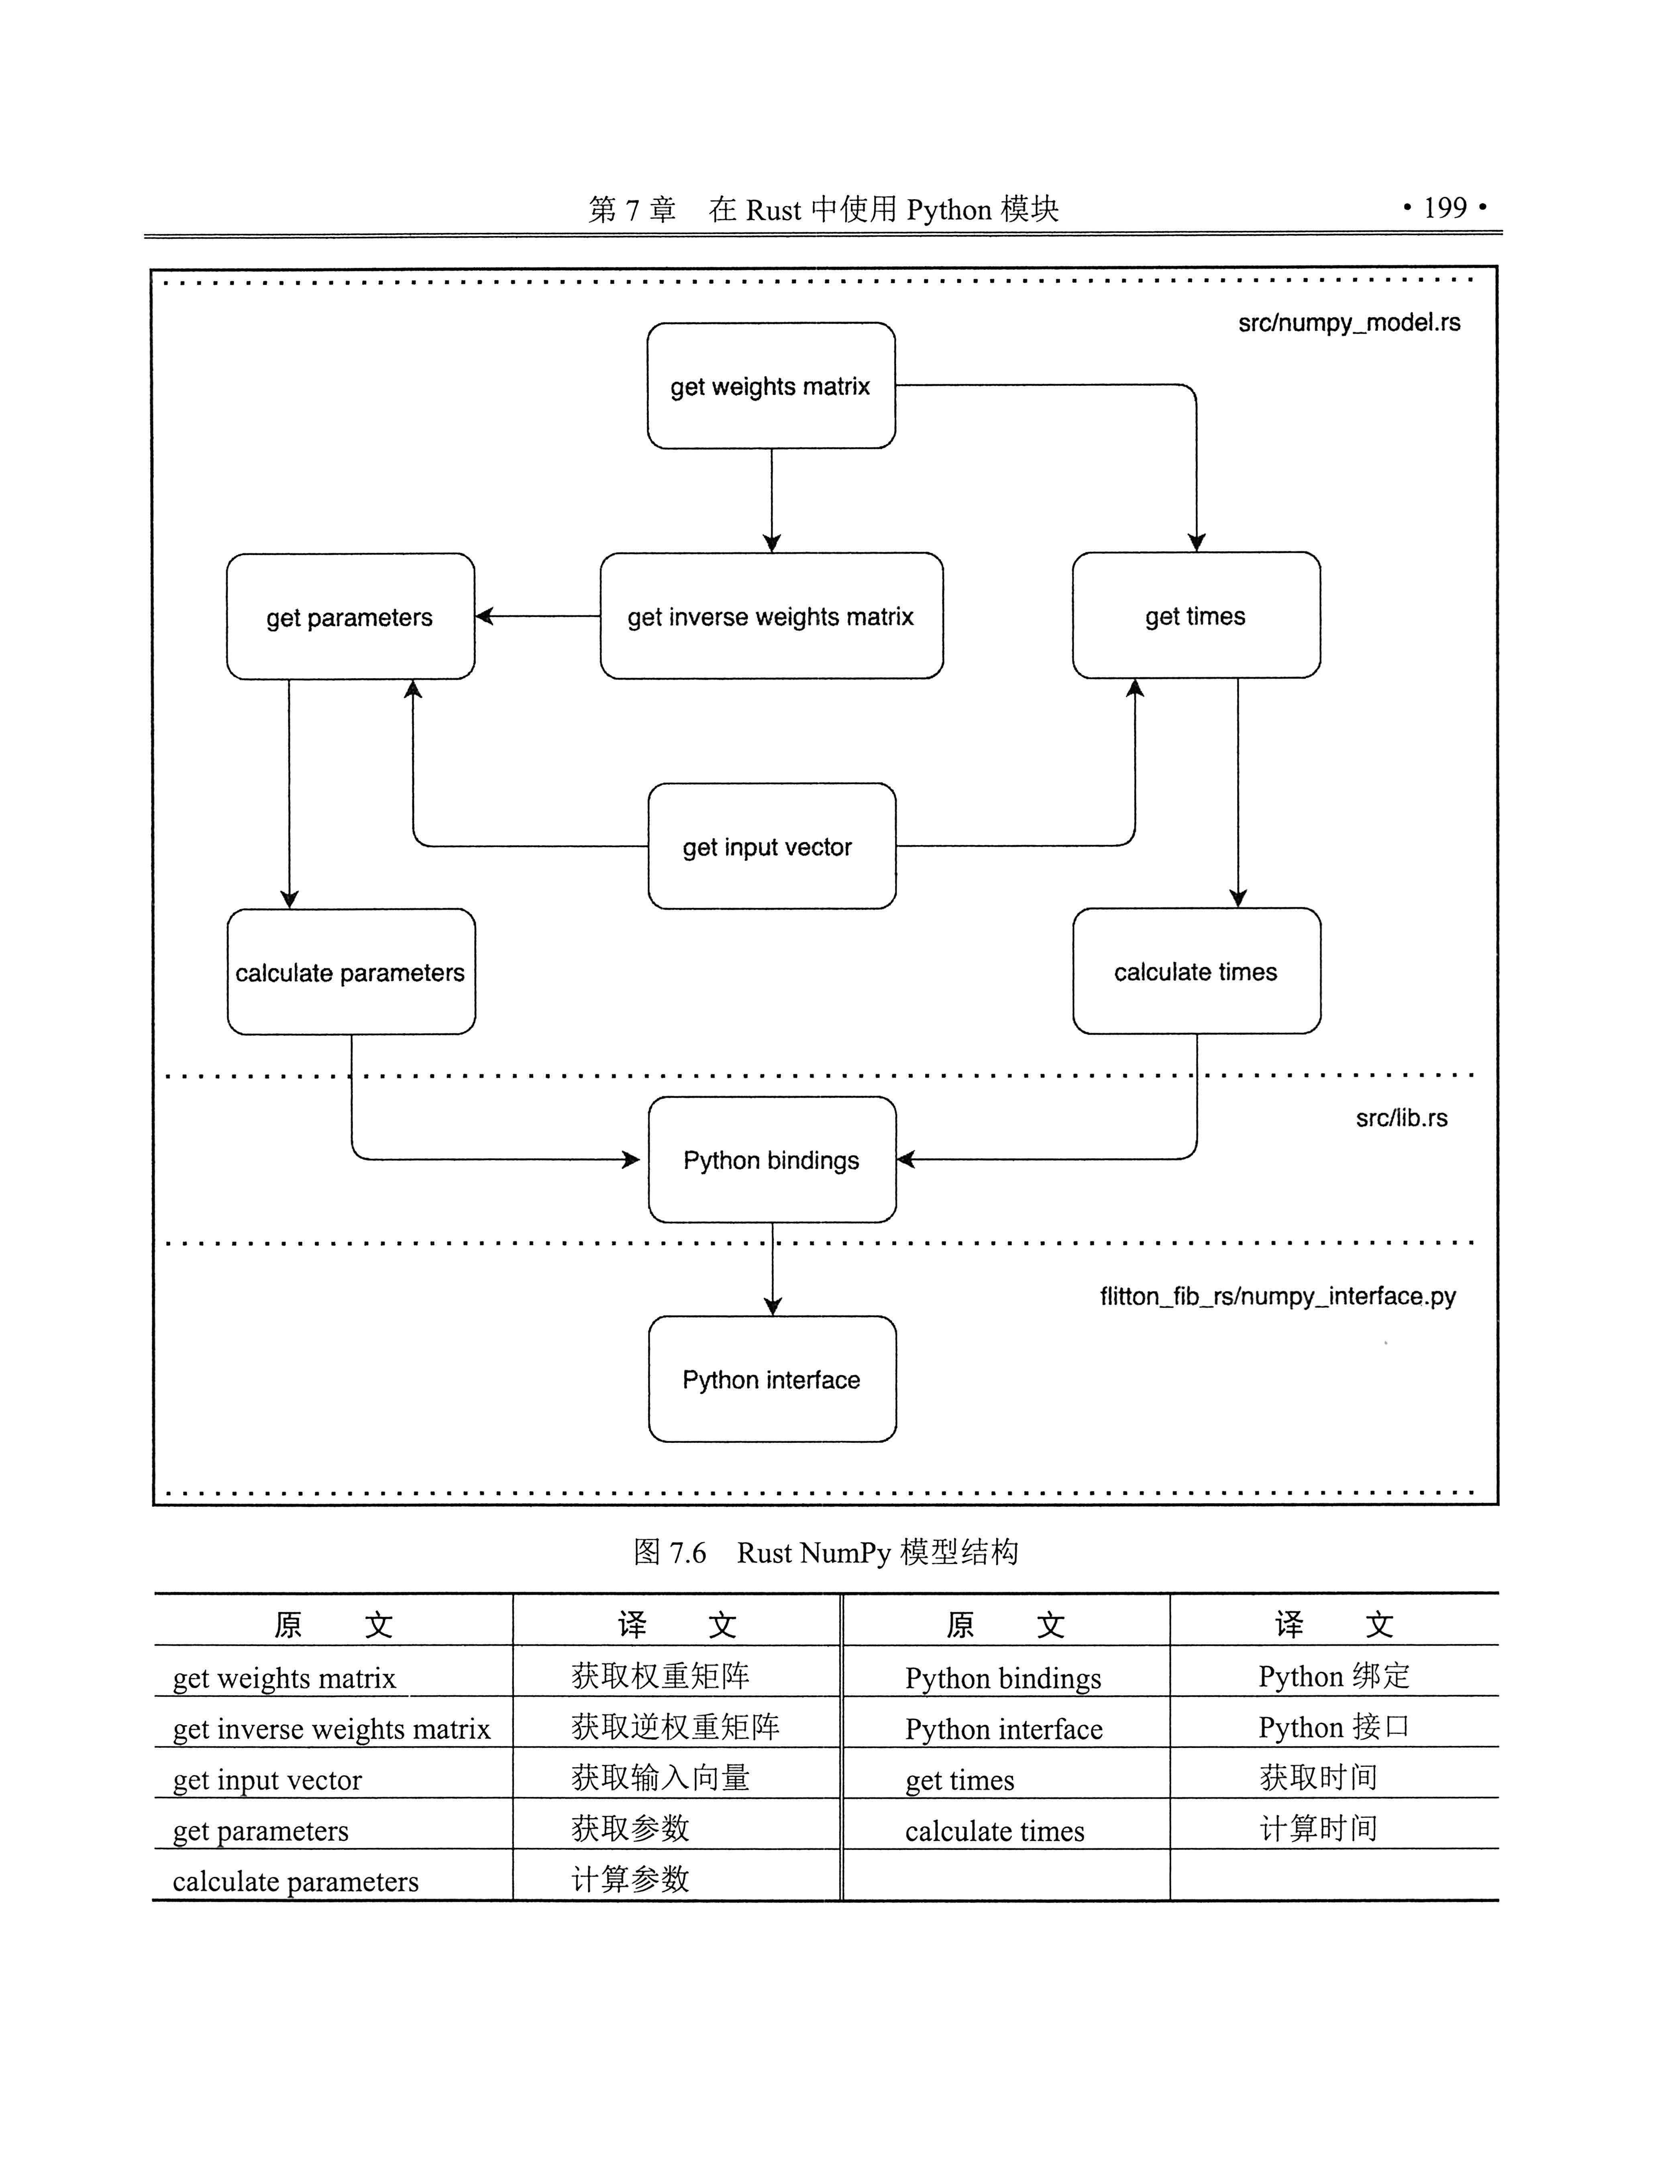 第 7 章 在 Rust 中使用 Python 模块 • 199 •
src/numpy_model.rs
get weights matrix
get parameters
get inverse weights matrix
get times
get input vector
calculate parameters
calculate times
src/lib.rs
Python bindings
flitton_fib_rs/numpy_interface.py
Python interface
图 7.6 Rust NumPy 模型结构
原 文 译 文 原 文 译 文
get weights matrix 获取权重矩阵 Python bindings Python 绑定
get inverse weights matrix 获取逆权重矩阵 Python interface Python 接口
get input vector 获取输入向量 get times 获取时间
get parameters 获取参数 calculate times 计算时间
calculate parameters 计算参数